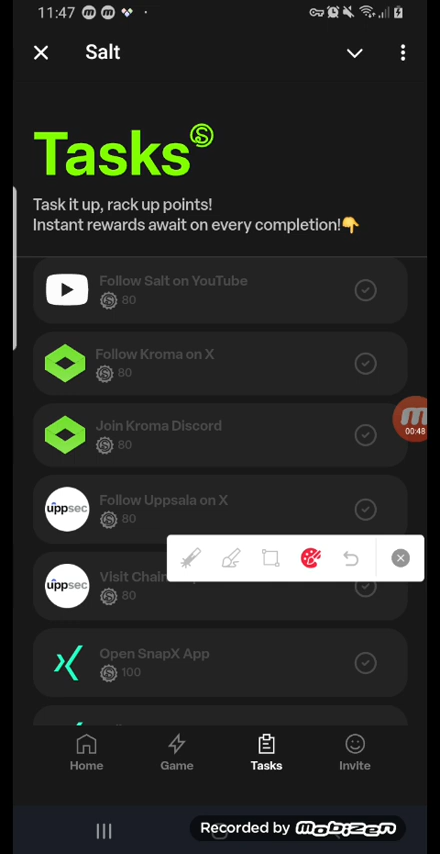 11:47
Salt
Tasks
Task it up, rack up points!
Instant rewards await on every completion!👇
Follow Salt on YouTube
80
Follow Kroma on X
80
Join Kroma Discord
80
00:48
uppsec
Follow Uppsala on X
80
uppsec
Visit Chain
80
Open SnapX App
100
Home
Game
Tasks
Invite
Recorded by Mobizen